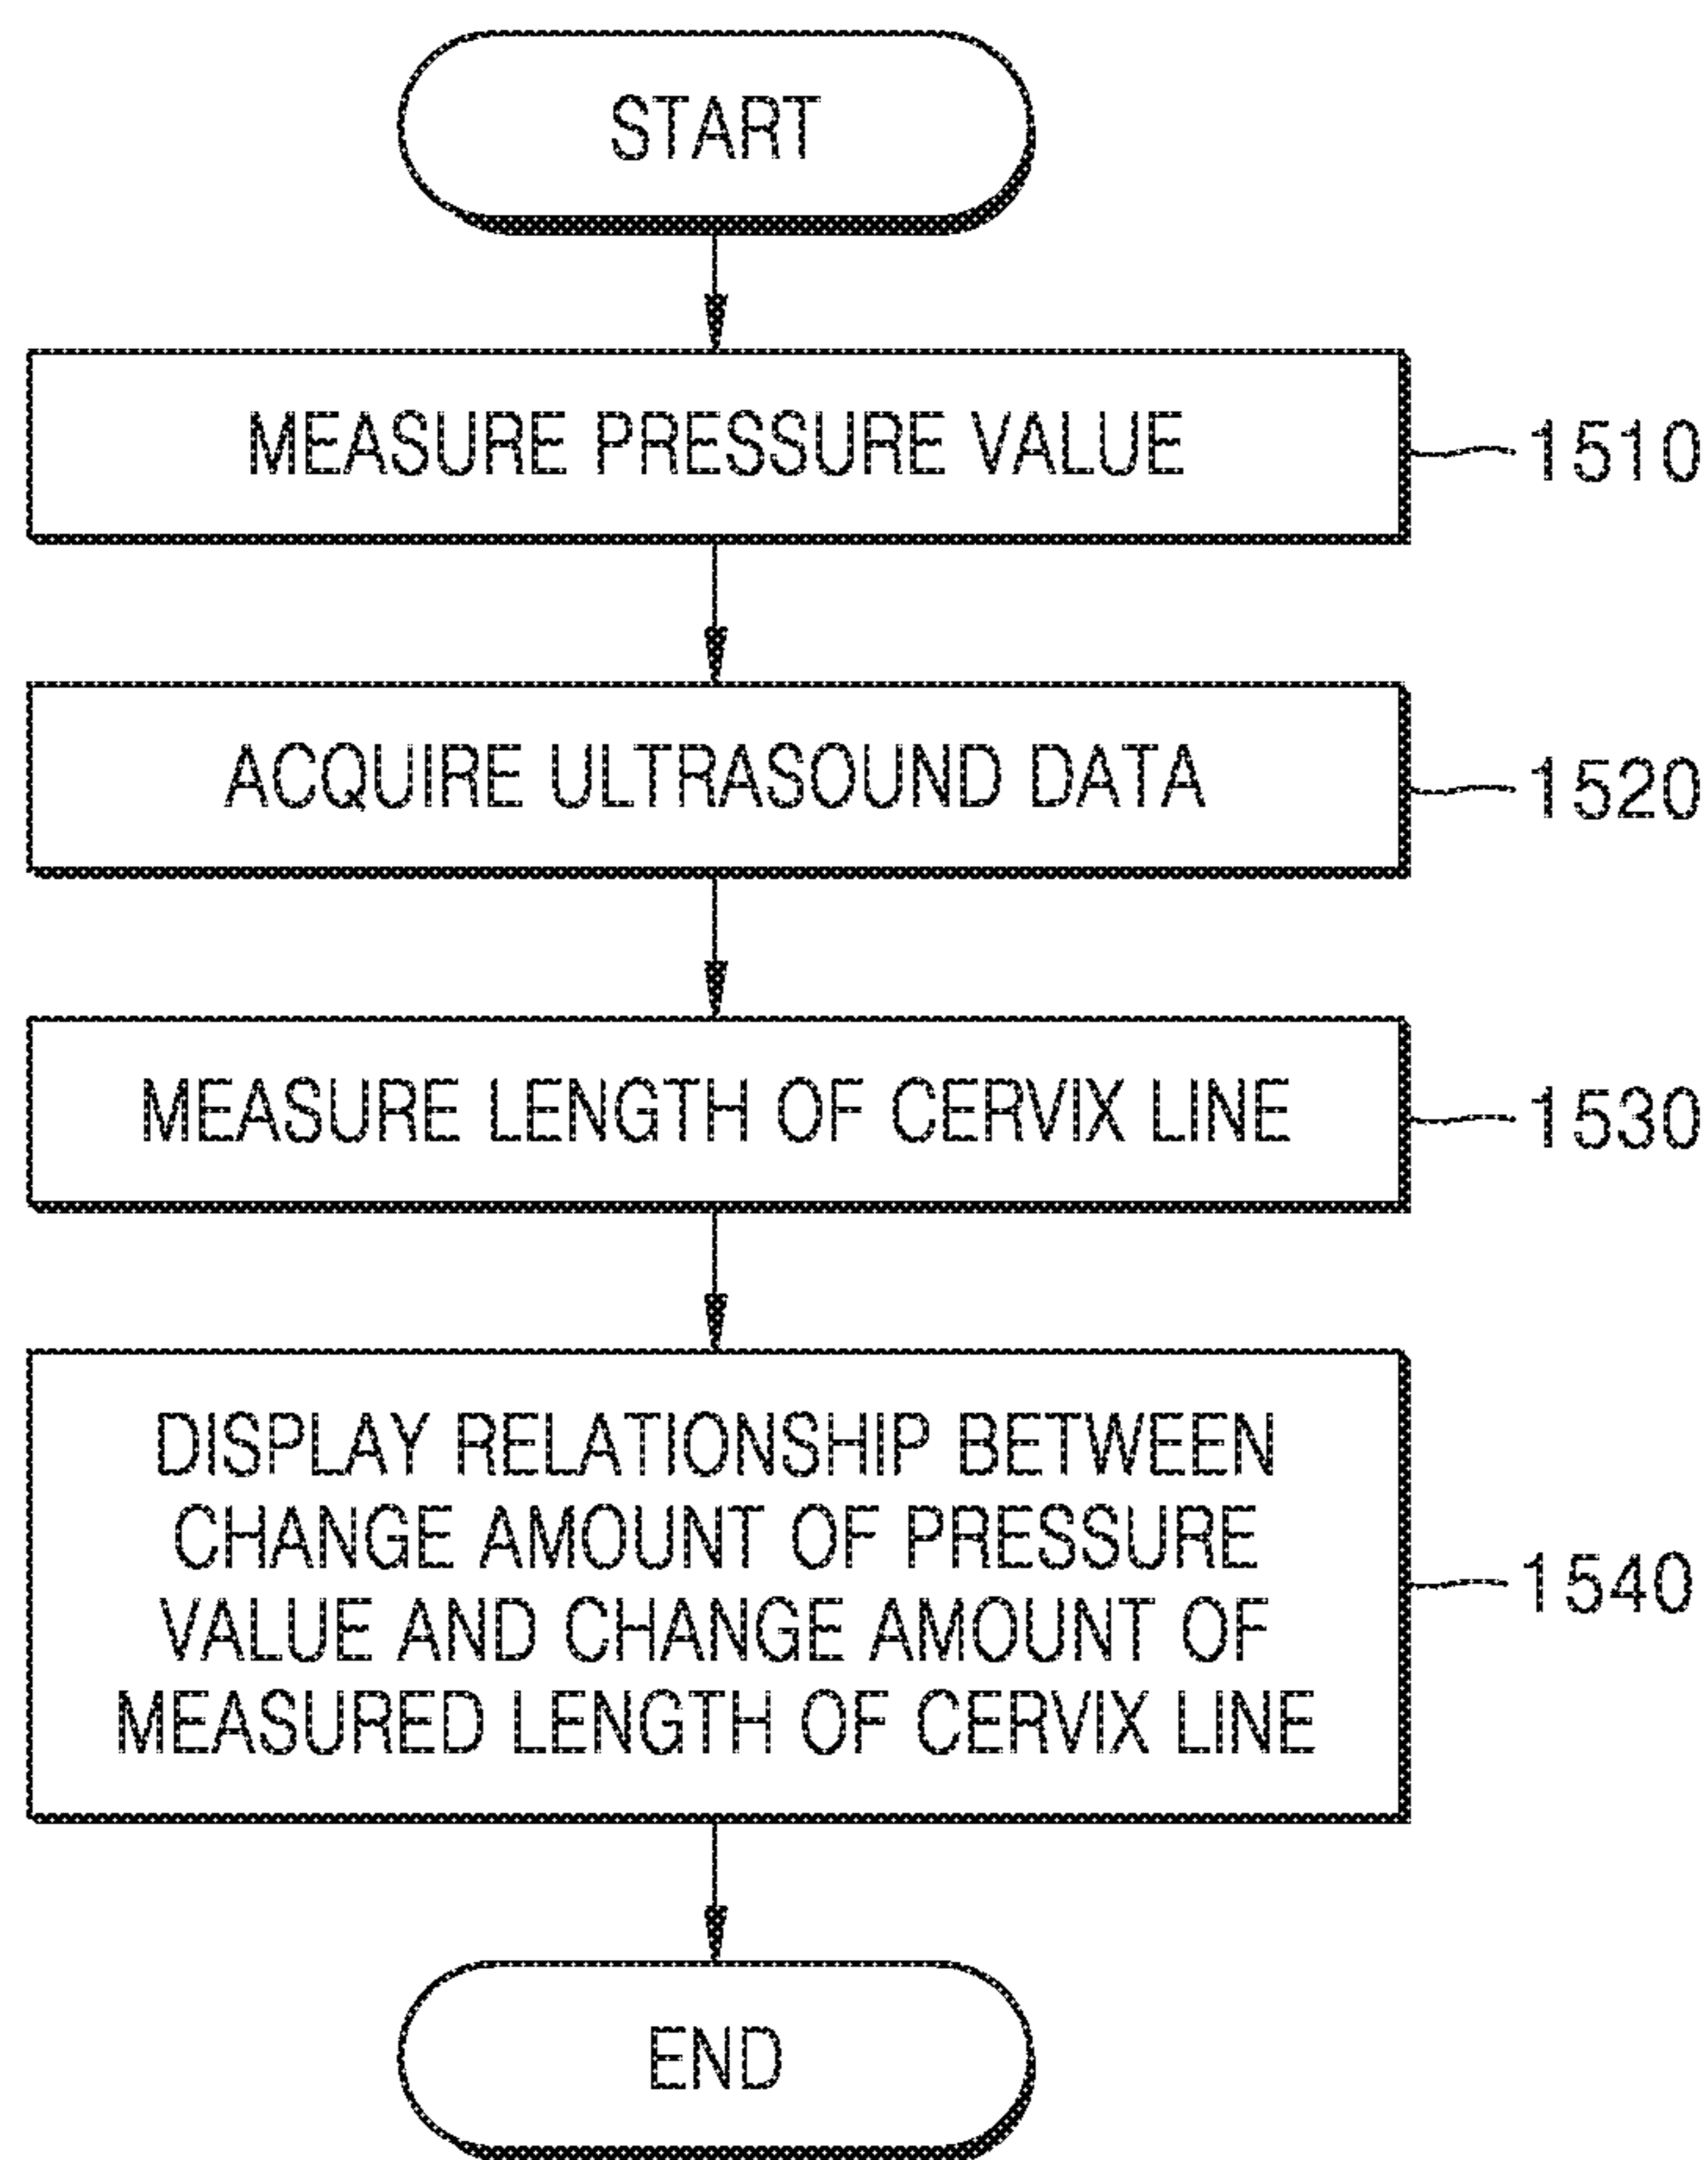 START
MEASURE PRESSURE VALUE
1510
ACQUIRE ULTRASOUND DATA
1520
MEASURE LENGTH OF CERVIX LINE
1530
DISPLAY RELATIONSHIP BETWEEN
CHANGE AMOUNT OF PRESSURE
VALUE AND CHANGE AMOUNT OF
MEASURED LENGTH OF CERVIX LINE
1540
END